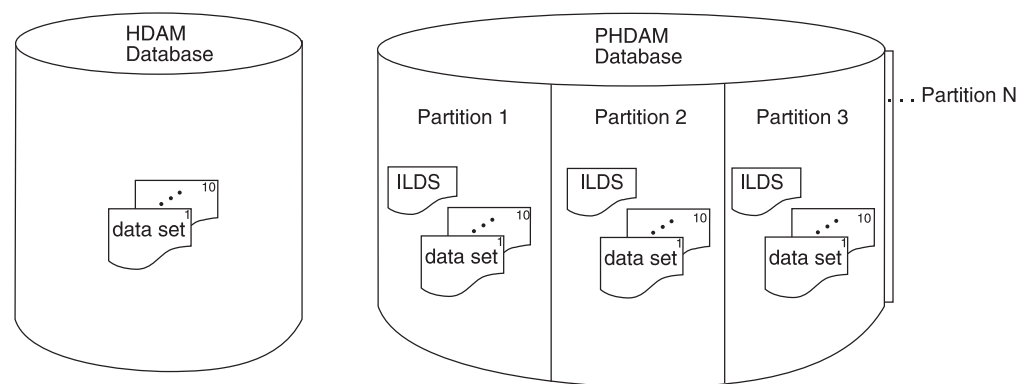 HDAM
Database
10
1
data set
PHDAM
Database
Partition 1
ILDS
10
1
data set
Partition 2
ILDS
10
1
data set
Partition 3
ILDS
10
1
data set
... Partition N